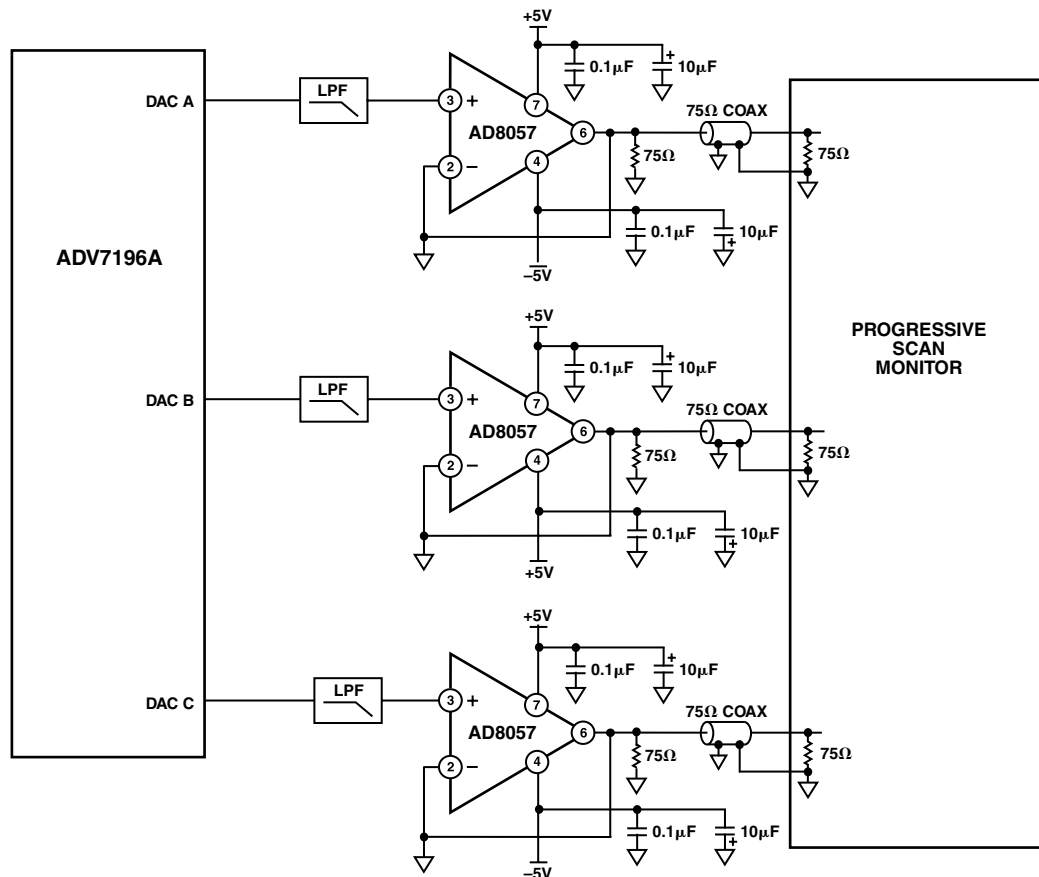 +5V
0.1µF
10µF
+
LPF
DAC A
3
+
7
AD8057
6
2
−
4
75Ω
75Ω COAX
75Ω
0.1µF
10µF
+
−5V
ADV7196A
+5V
0.1µF
10µF
+
PROGRESSIVE
SCAN
MONITOR
LPF
DAC B
3
+
7
AD8057
6
2
−
4
75Ω
75Ω COAX
75Ω
0.1µF
10µF
+
+5V
+5V
0.1µF
10µF
+
LPF
DAC C
3
+
7
AD8057
6
2
−
4
75Ω
75Ω COAX
75Ω
0.1µF
10µF
+
−5V